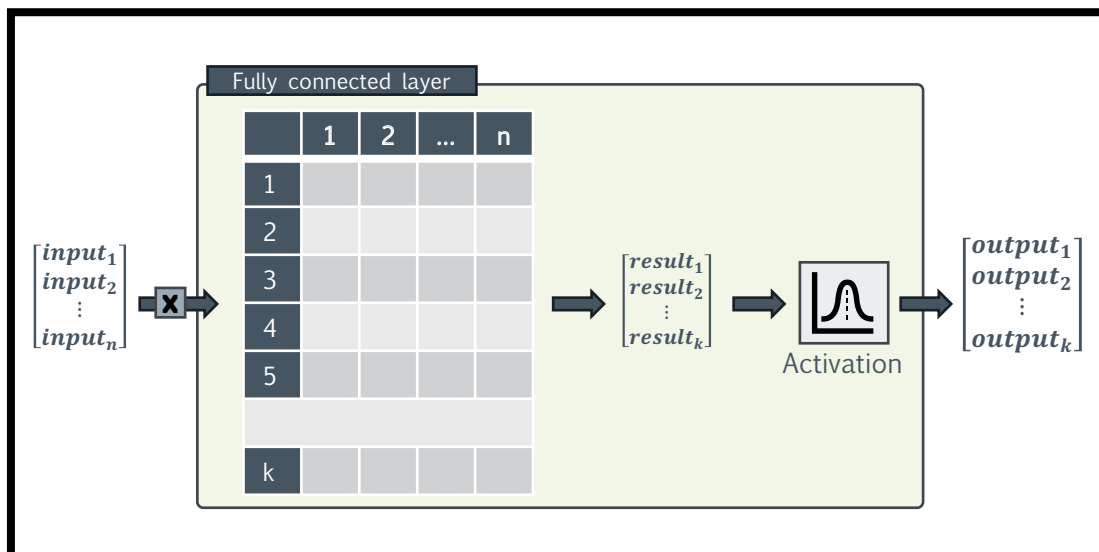 Fully connected layer
1 2 ... n
1
2
3
4
5
k
input₁
input₂
⋮
inputₙ
x
result₁
result₂
⋮
resultₖ
Activation
output₁
output₂
⋮
outputₖ